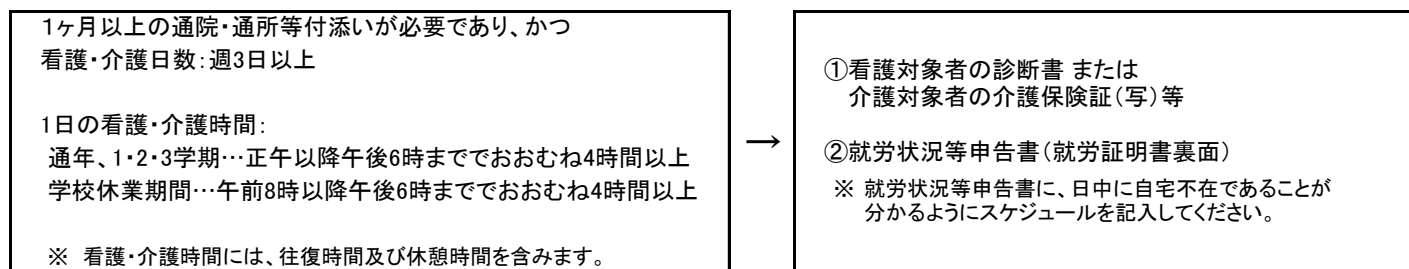 1ヶ月以上の通院・通所等付添いが必要であり、かつ
看護・介護日数：週3日以上
1日の看護・介護時間：
通年、1・2・3学期…正午以降午後6時まででおおむね4時間以上
学校休業期間…午前8時以降午後6時まででおおむね4時間以上
※ 看護・介護時間には、往復時間及び休憩時間を含みます。
→
①看護対象者の診断書 または
介護対象者の介護保険証（写）等
②就労状況等申告書（就労証明書裏面）
※ 就労状況等申告書に、日中に自宅不在であることが
分かるようにスケジュールを記入してください。